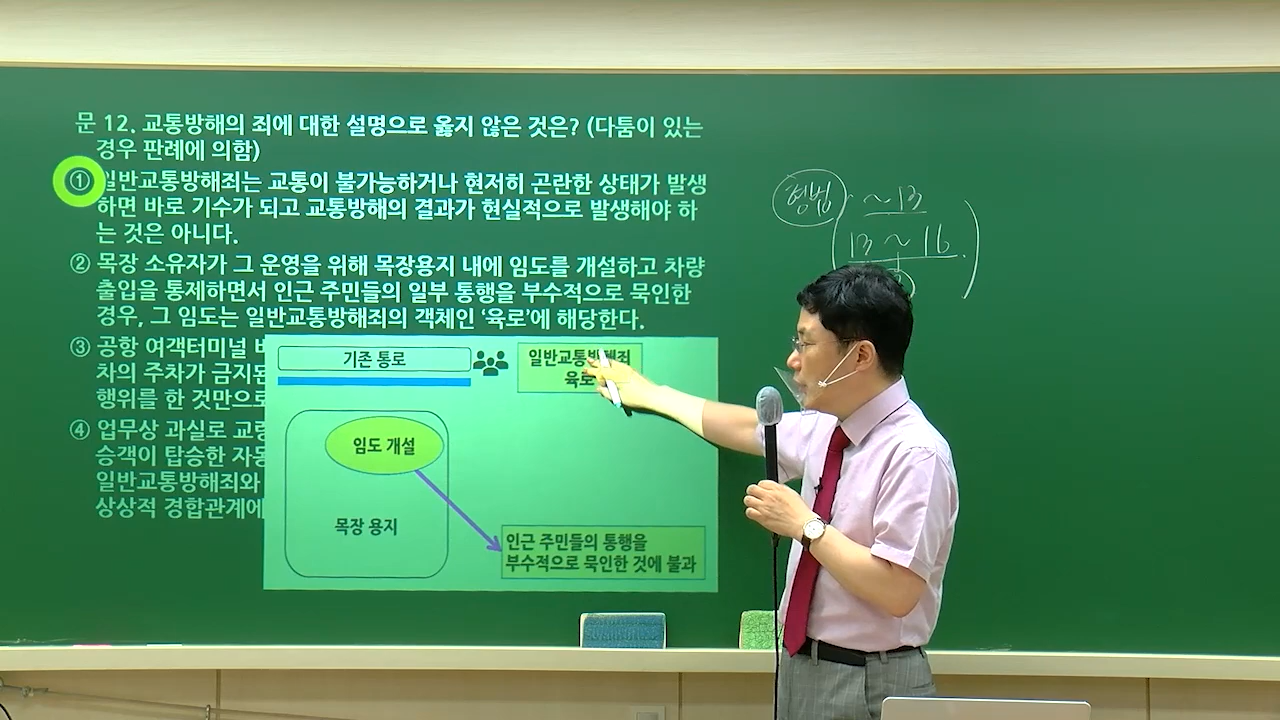 문 12. 교통방해의 죄에 대한 설명으로 옳지 않은 것은? (다툼이 있는
경우 판례에 의함)
① 일반교통방해죄는 교통이 불가능하거나 현저히 곤란한 상태가 발생
하면 바로 기수가 되고 교통방해의 결과가 현실적으로 발생해야 하
는 것은 아니다.
② 목장 소유자가 그 운영을 위해 목장용지 내에 임도를 개설하고 차량
출입을 통제하면서 인근 주민들의 일부 통행을 부수적으로 묵인한
경우, 그 임도는 일반교통방해죄의 객체인 ‘육로’에 해당한다.
③ 공항 여객터미널
차의 주차가 금지된
행위를 한 것만으로
④ 업무상 과실로
승객이 탑승한
일반교통방해죄와
상상적 경합관계에
기존 통로
일반교통방해죄
육로
임도 개설
목장 용지
인근 주민들의 통행을
부수적으로 묵인한 것에 불과
형법 ~13
13 ~ 16